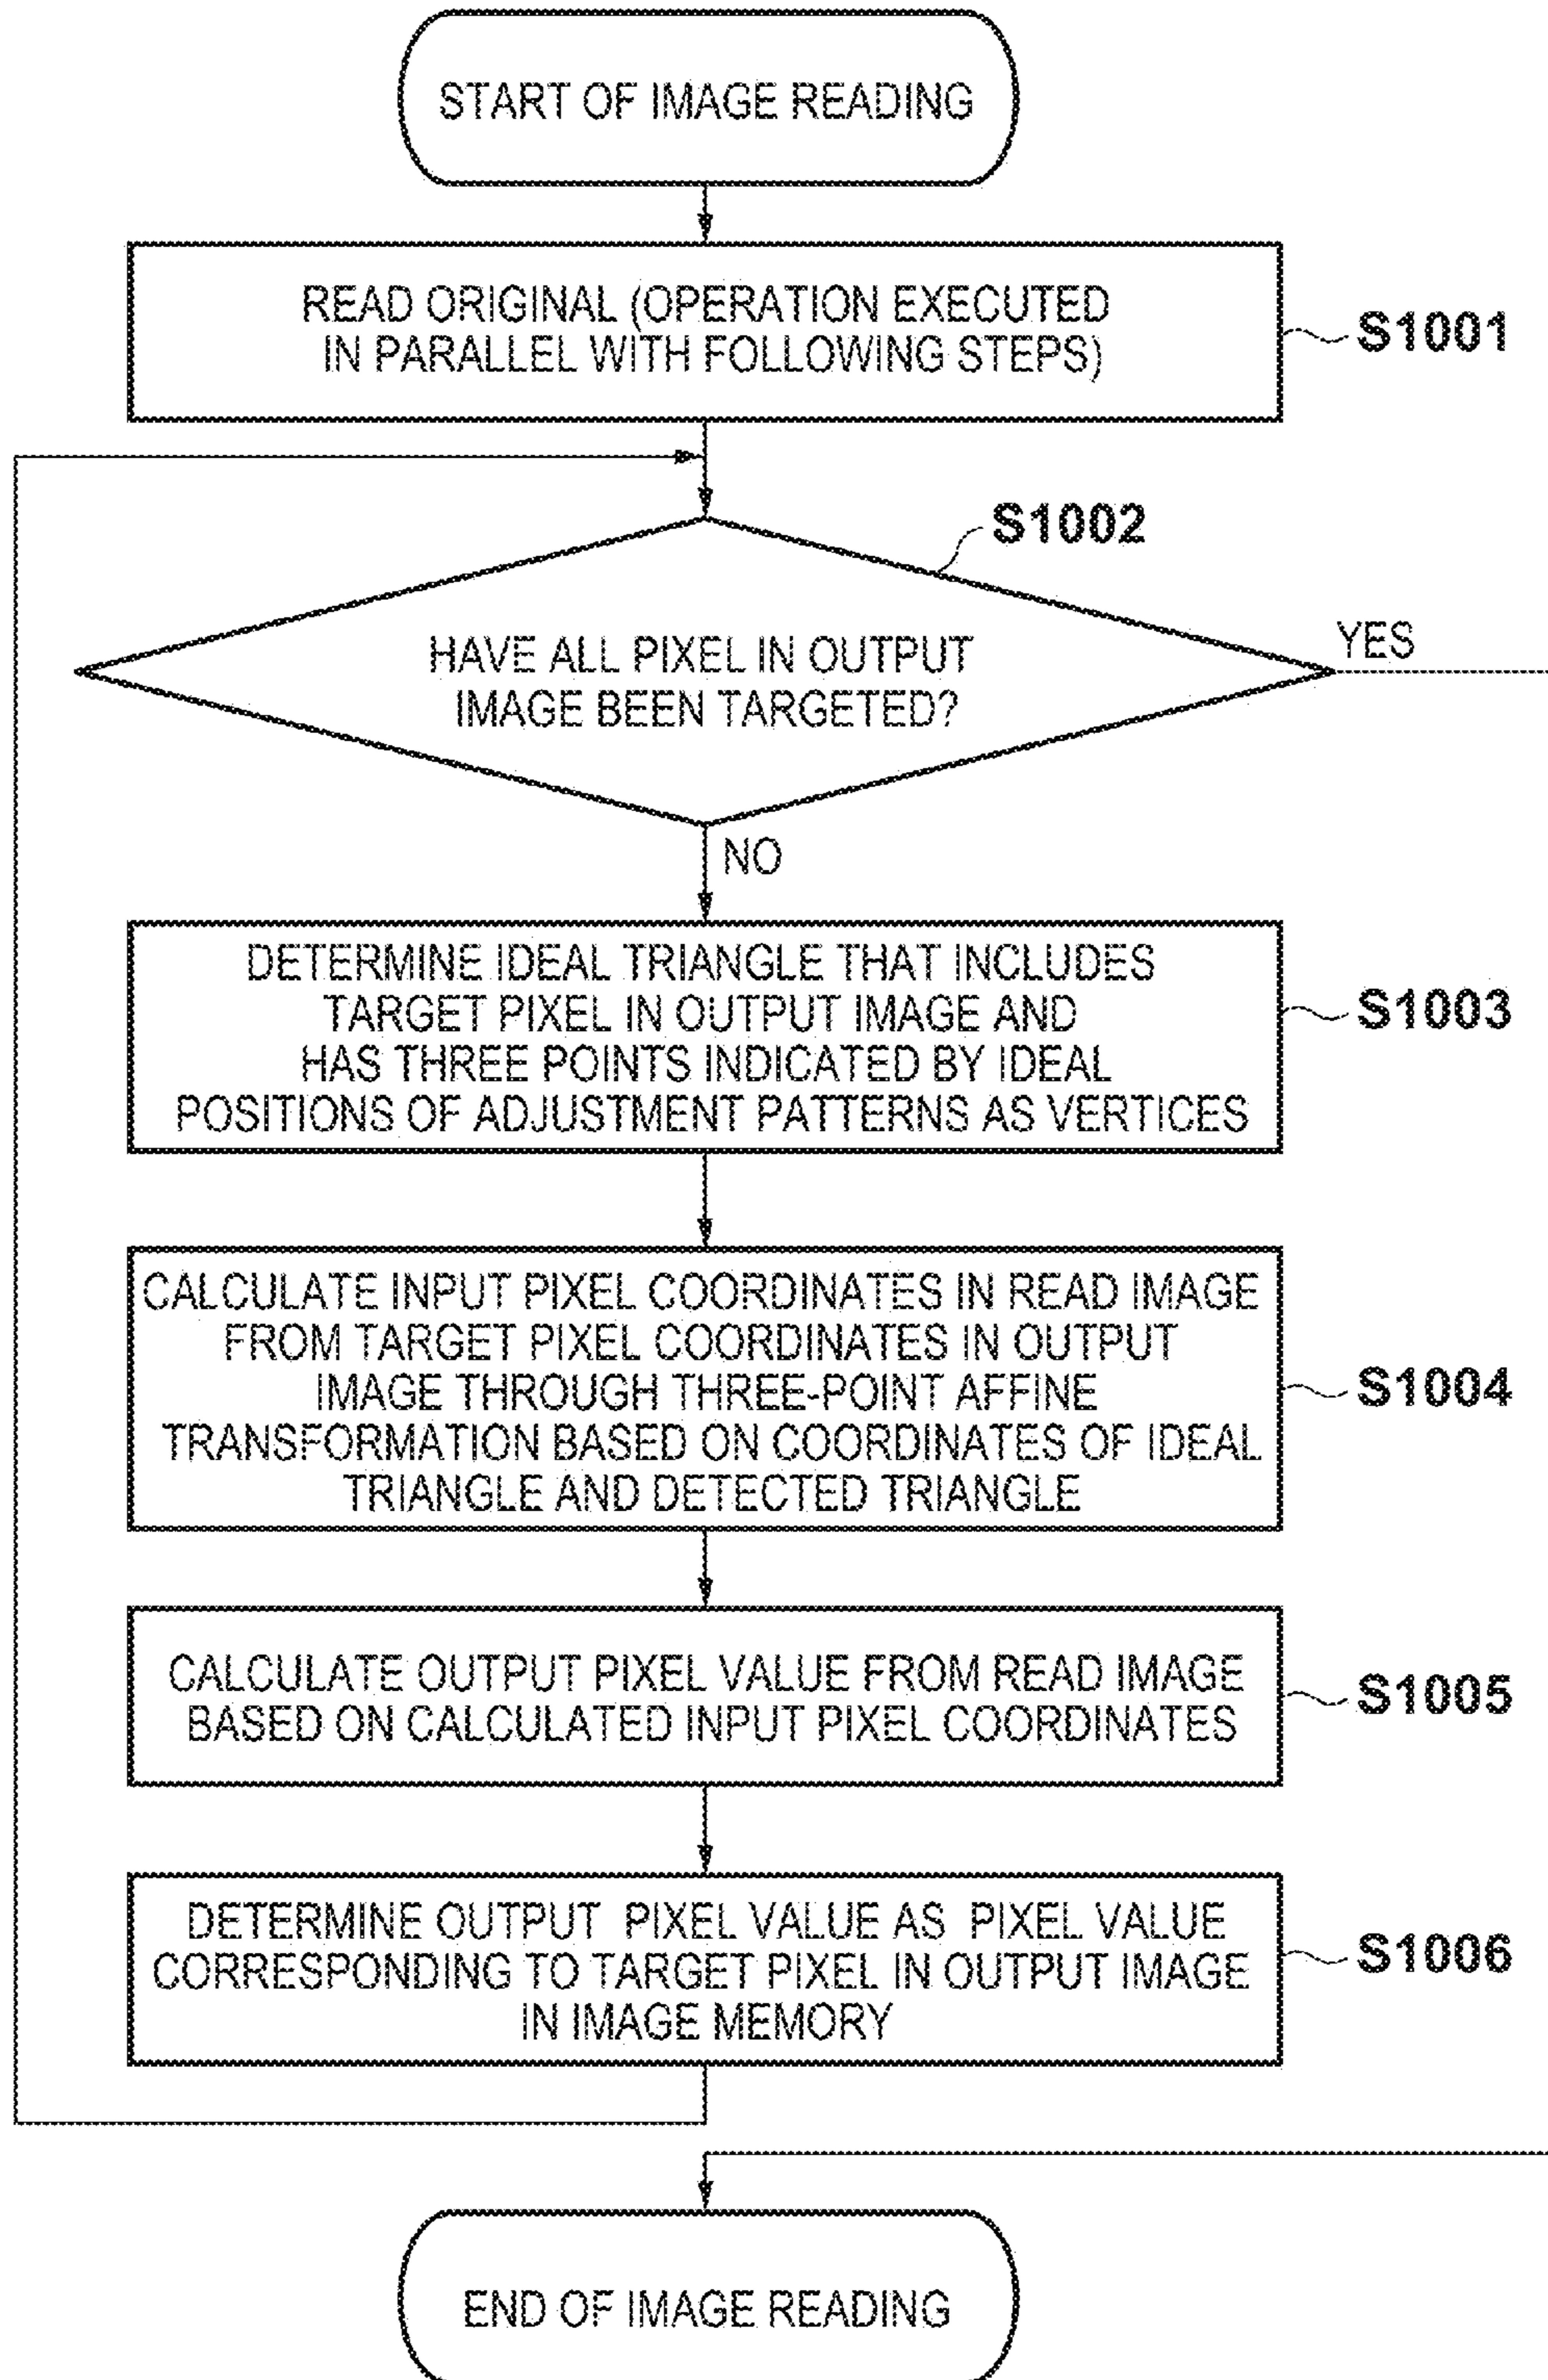 START OF IMAGE READING
READ ORIGINAL (OPERATION EXECUTED
IN PARALLEL WITH FOLLOWING STEPS)
S1001
S1002
HAVE ALL PIXEL IN OUTPUT
IMAGE BEEN TARGETED?
YES
NO
DETERMINE IDEAL TRIANGLE THAT INCLUDES
TARGET PIXEL IN OUTPUT IMAGE AND
HAS THREE POINTS INDICATED BY IDEAL
POSITIONS OF ADJUSTMENT PATTERNS AS VERTICES
S1003
CALCULATE INPUT PIXEL COORDINATES IN READ IMAGE
FROM TARGET PIXEL COORDINATES IN OUTPUT
IMAGE THROUGH THREE-POINT AFFINE
TRANSFORMATION BASED ON COORDINATES OF IDEAL
TRIANGLE AND DETECTED TRIANGLE
S1004
CALCULATE OUTPUT PIXEL VALUE FROM READ IMAGE
BASED ON CALCULATED INPUT PIXEL COORDINATES
S1005
DETERMINE OUTPUT PIXEL VALUE AS PIXEL VALUE
CORRESPONDING TO TARGET PIXEL IN OUTPUT IMAGE
IN IMAGE MEMORY
S1006
END OF IMAGE READING